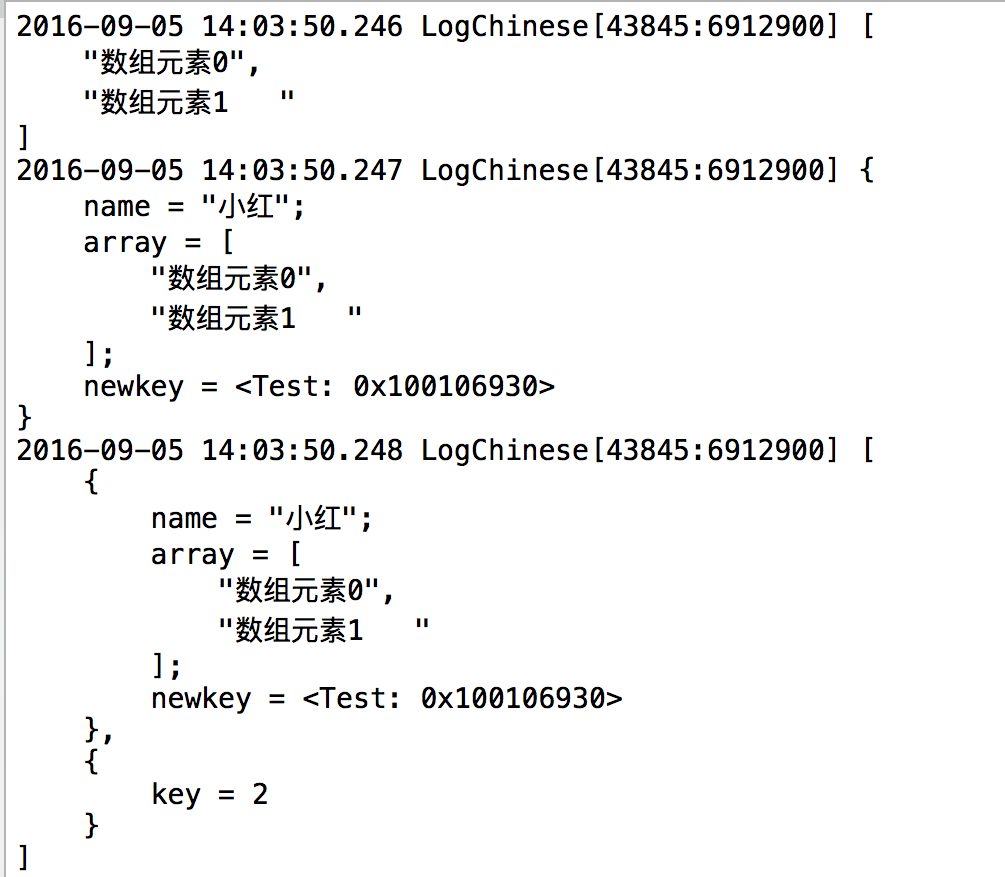 2016-09-05 14:03:50.246 LogChinese[43845:6912900] [
    "数组元素0",
    "数组元素1   "
]
2016-09-05 14:03:50.247 LogChinese[43845:6912900] {
    name = "小红";
    array = [
        "数组元素0",
        "数组元素1   "
    ];
    newkey = <Test: 0x100106930>
}
2016-09-05 14:03:50.248 LogChinese[43845:6912900] [
    {
        name = "小红";
        array = [
            "数组元素0",
            "数组元素1   "
        ];
        newkey = <Test: 0x100106930>
    },
    {
        key = 2
    }
]